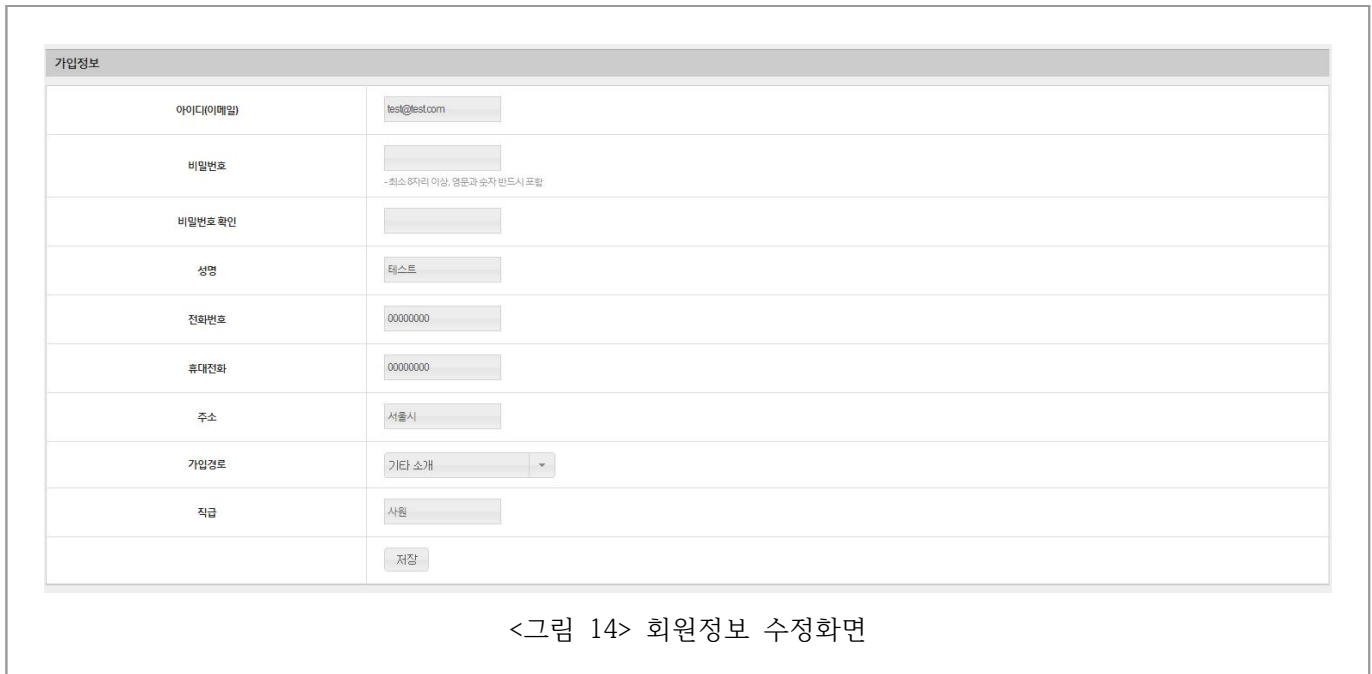 가입정보
아이디(이메일)
test@test.com
비밀번호
- 최소 8자리 이상, 영문과 숫자 반드시 포함
비밀번호 확인
성명
테스트
전화번호
00000000
휴대전화
00000000
주소
서울시
가입경로
기타 소개
직급
사원
저장
<그림 14> 회원정보 수정화면